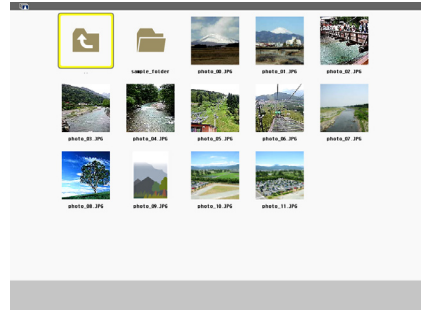 ..
sample_folder
photo_00.JPG
photo_01.JPG
photo_02.JPG
photo_03.JPG
photo_04.JPG
photo_05.JPG
photo_06.JPG
photo_07.JPG
photo_08.JPG
photo_09.JPG
photo_10.JPG
photo_11.JPG